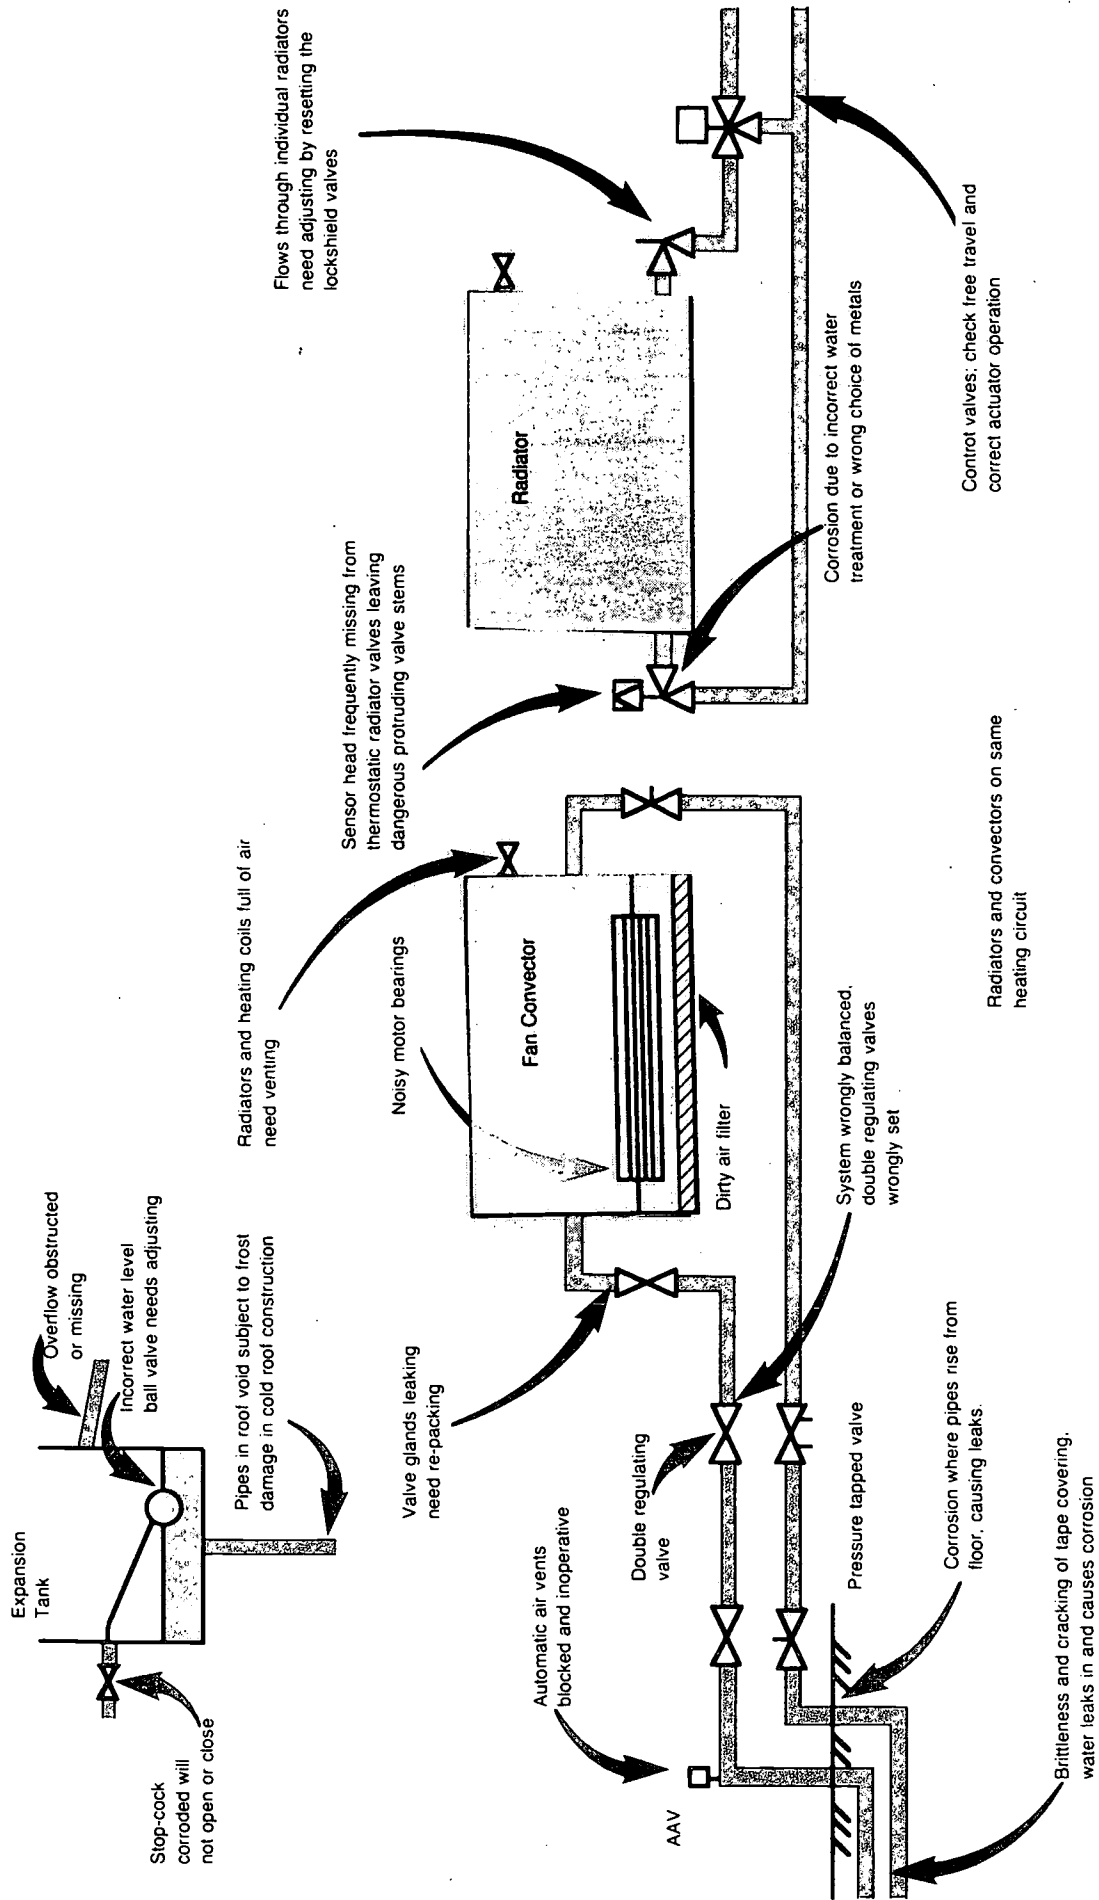 Expansion
Tank
Stop-cock
corroded will
not open or close
Overflow obstructed
or missing
Incorrect water level
ball valve needs adjusting
Pipes in roof void subject to frost
damage in cold roof construction
Radiators and heating coils full of air
need venting
Sensor head frequently missing from
thermostatic radiator valves leaving
dangerous protruding valve stems
Flows through individual radiators
need adjusting by resetting the
lockshield valves
Valve glands leaking
need re-packing
Noisy motor bearings
Fan Convector
Radiator
Automatic air vents
blocked and inoperative
Double regulating
valve
Dirty air filter
AAV
Pressure tapped valve
System wrongly balanced,
double regulating valves
wrongly set
Corrosion due to incorrect water
treatment or wrong choice of metals
Control valves; check free travel and
correct actuator operation
Corrosion where pipes rise from
floor, causing leaks.
Brittleness and cracking of tape covering,
water leaks in and causes corrosion
Radiators and convectors on same
heating circuit